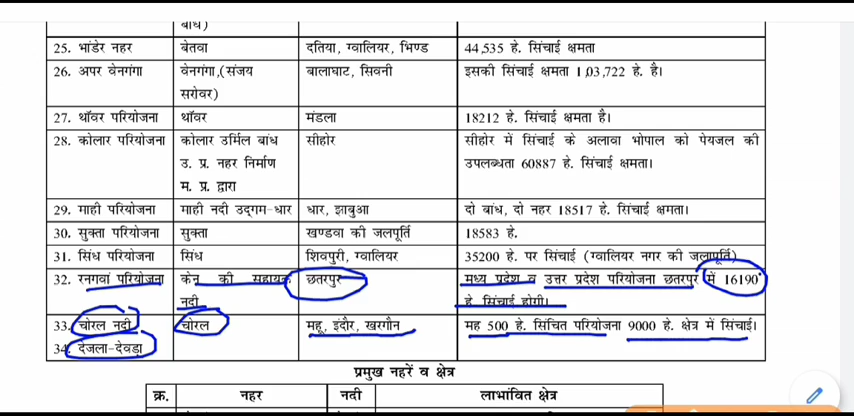 बांध)
25. भांडेर नहर बेतवा दतिया, ग्वालियर, भिण्ड 44,535 हे. सिंचाई क्षमता
26. अपर वेनगंगा वेनगंगा,(संजय बालाघाट, सिवनी इसकी सिंचाई क्षमता 1,03,722 हे. है।
सरोवर)
27. थॉवर परियोजना थॉवर मंडला 18212 हे. सिंचाई क्षमता है।
28. कोलार परियोजना कोलार उर्मिल बांध सीहोर सीहोर में सिंचाई के अलावा भोपाल को पेयजल की
उ. प्र. नहर निर्माण उपलब्धता 60887 हे. सिंचाई क्षमता।
म. प्र. द्वारा
29. माही परियोजना माही नदी उद्गम-धार धार, झाबुआ दो बांध, दो नहर 18517 हे. सिंचाई क्षमता।
30. सुक्ता परियोजना सुक्ता खण्डवा की जलपूर्ति 18583 हे.
31. सिंध परियोजना सिंध शिवपुरी, ग्वालियर 35200 हे. पर सिंचाई (ग्वालियर नगर की जलापूर्ति)
32. रनगवां परियोजना केन की सहायक छतरपुर मध्य प्रदेश व उत्तर प्रदेश परियोजना छतरपुर में 16190
नदी हे. सिंचाई होगी।
33. चोरल नदी चोरल महू, इंदौर, खरगौन मह 500 हे. सिंचित परियोजना 9000 हे. क्षेत्र में सिंचाई।
34. देजला-देवड़ा
प्रमुख नहरें व क्षेत्र
क्र. नहर नदी लाभांवित क्षेत्र